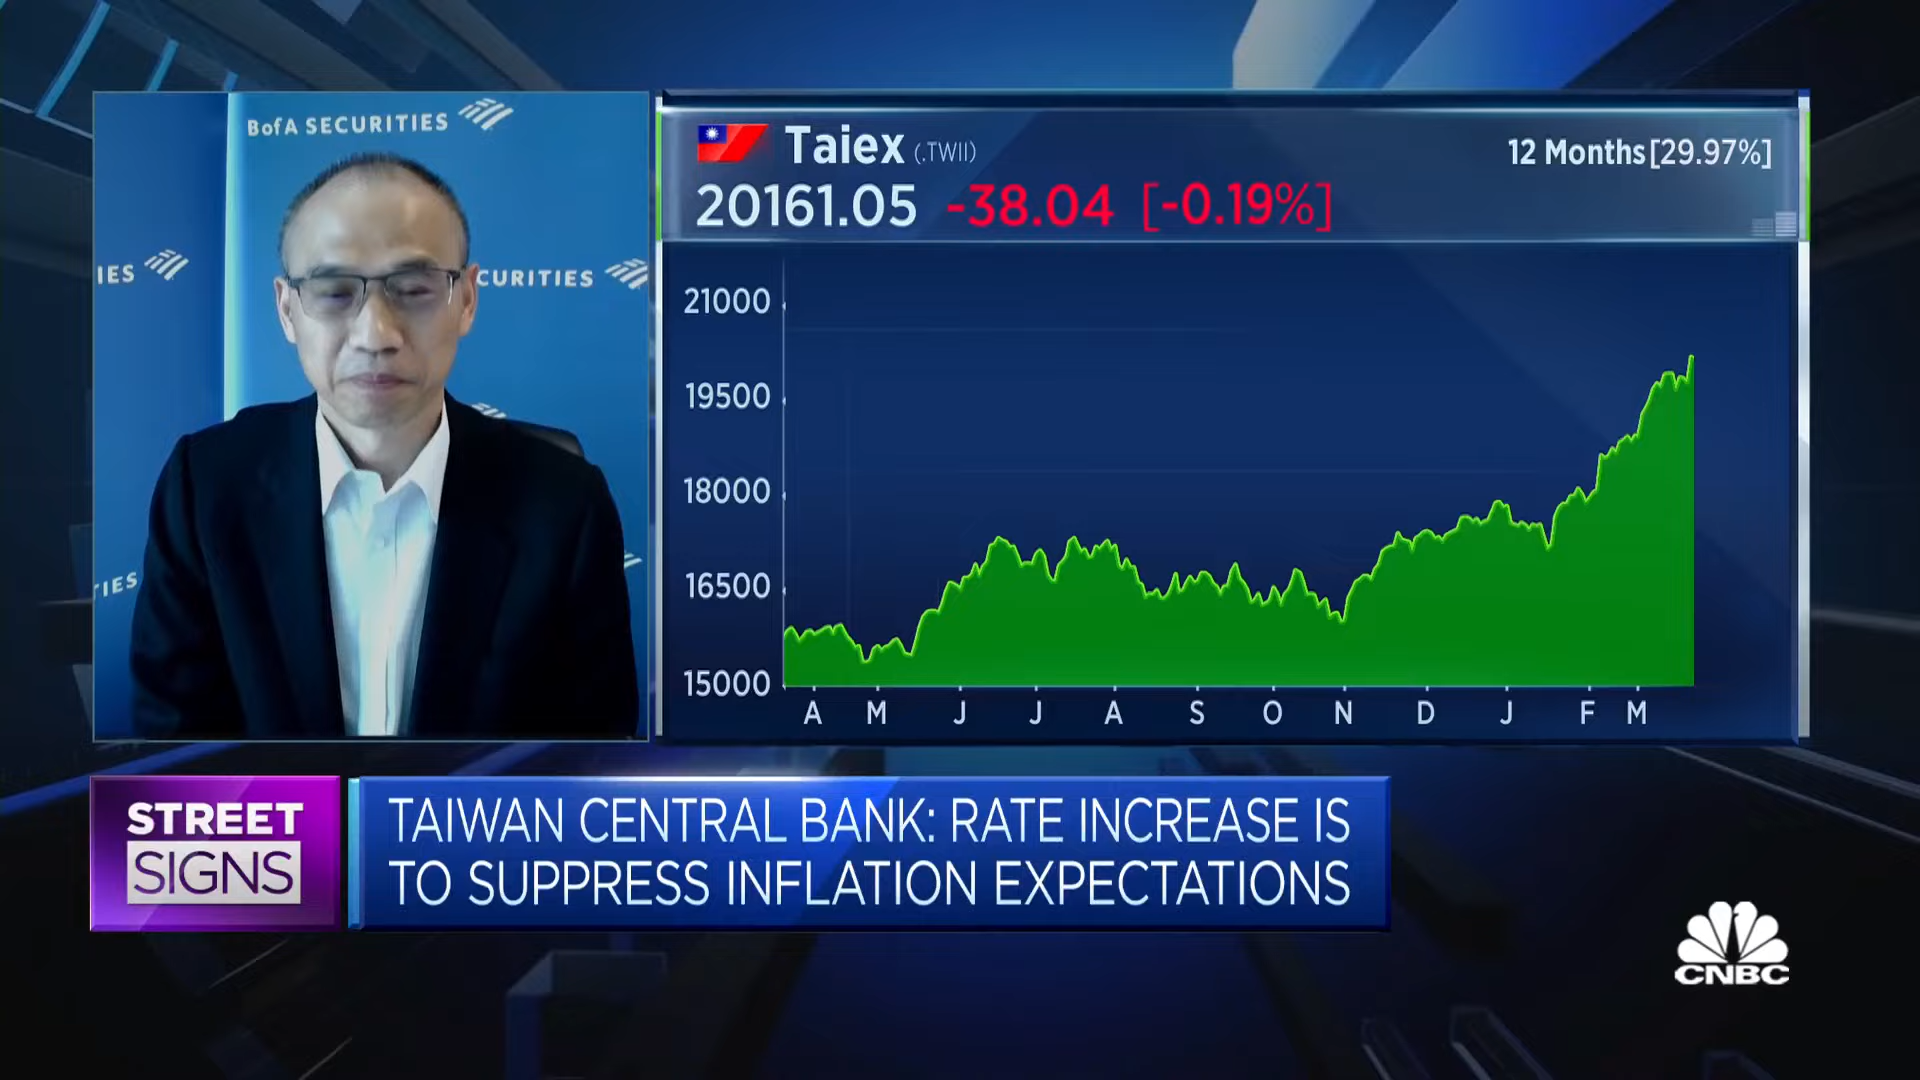 BofA SECURITIES
IES
CURITIES
IES
Taiex (.TWII)
12 Months[29.97%]
20161.05 -38.04 [-0.19%]
21000
19500
18000
16500
15000
A M J J A S O N D J F M
STREET
SIGNS
TAIWAN CENTRAL BANK: RATE INCREASE IS
TO SUPPRESS INFLATION EXPECTATIONS
CNBC